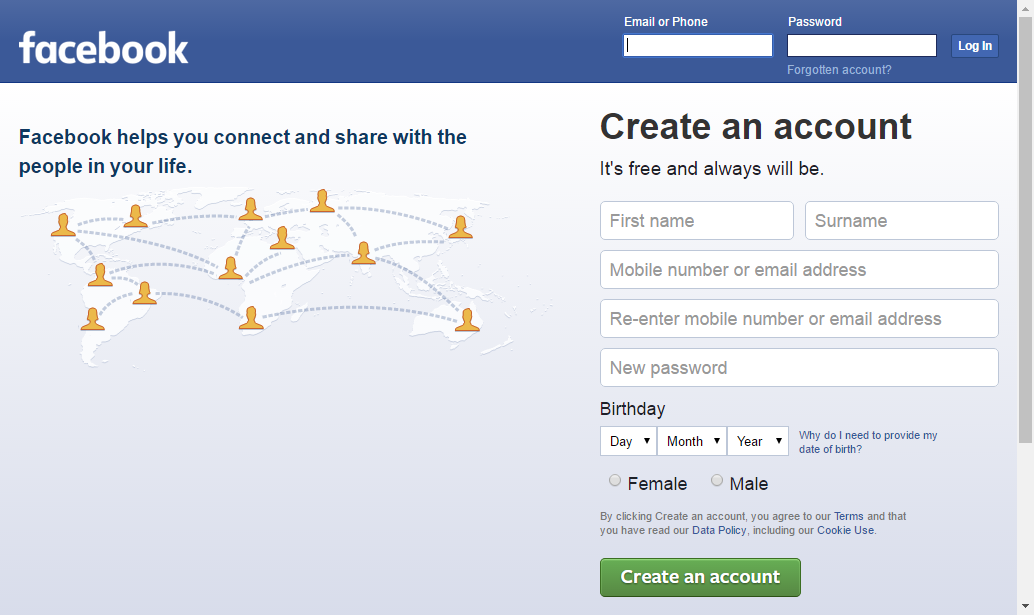 facebook
Email or Phone
Password
Log In
Forgotten account?
Facebook helps you connect and share with the
people in your life.
Create an account
It's free and always will be.
First name
Surname
Mobile number or email address
Re-enter mobile number or email address
New password
Birthday
Day
Month
Year
Why do I need to provide my
date of birth?
Female
Male
By clicking Create an account, you agree to our Terms and that
you have read our Data Policy, including our Cookie Use.
Create an account